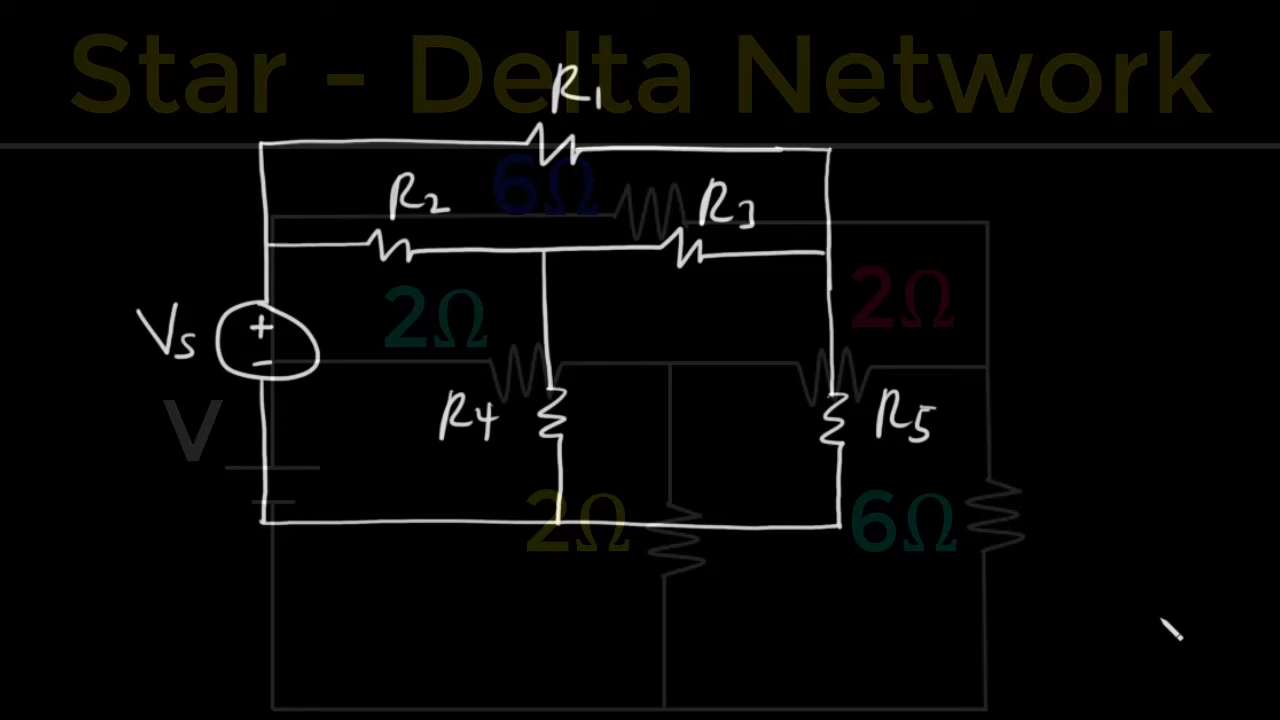 Star - Delta Network
R1
6Ω
R2
R3
2Ω
2Ω
Vs
+
-
V
R4
R5
2Ω
6Ω